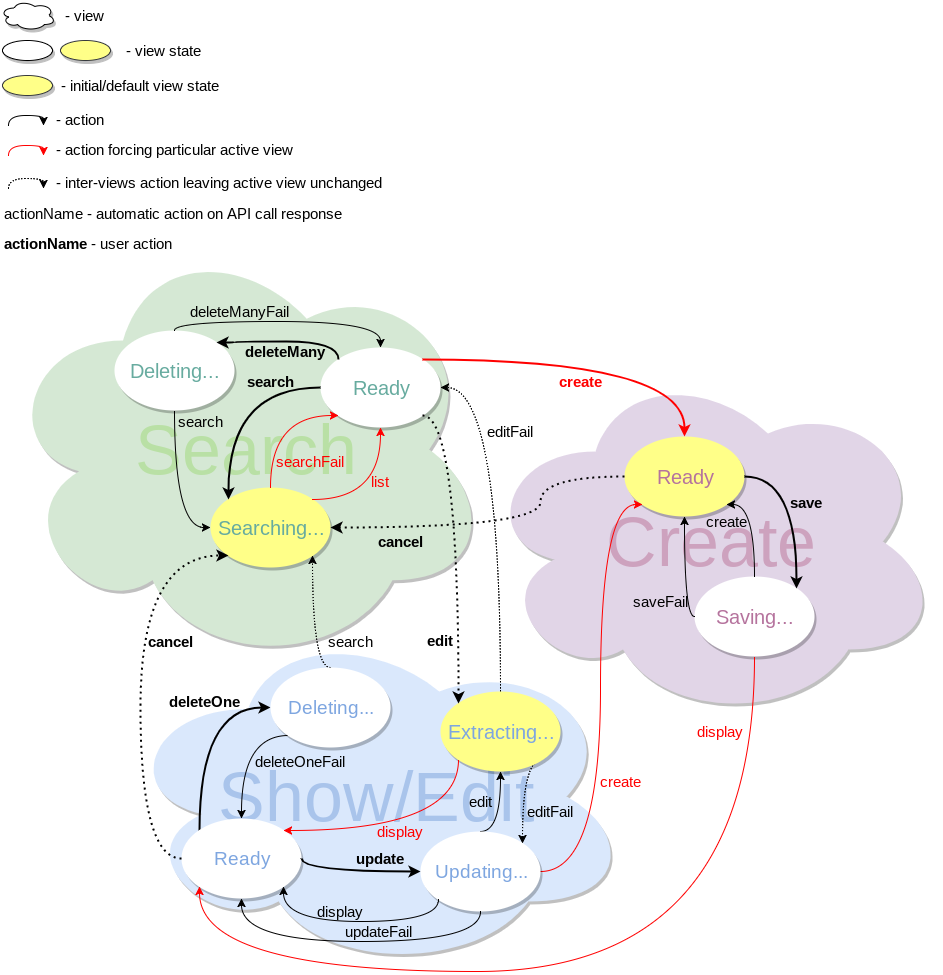 - view
- view state
- initial/default view state
- action
- action forcing particular active view
- inter-views action leaving active view unchanged
actionName - automatic action on API call response
actionName - user action
deleteManyFail
deleteMany
Deleting...
search
Ready
create
search
editFail
Search
searchFail
list
Ready
save
Searching...
create
cancel
Create
saveFail
Saving...
cancel
search
edit
deleteOne
Deleting...
Extracting...
display
deleteOneFail
create
Show/Edit
edit
editFail
display
Ready
update
Updating...
display
updateFail